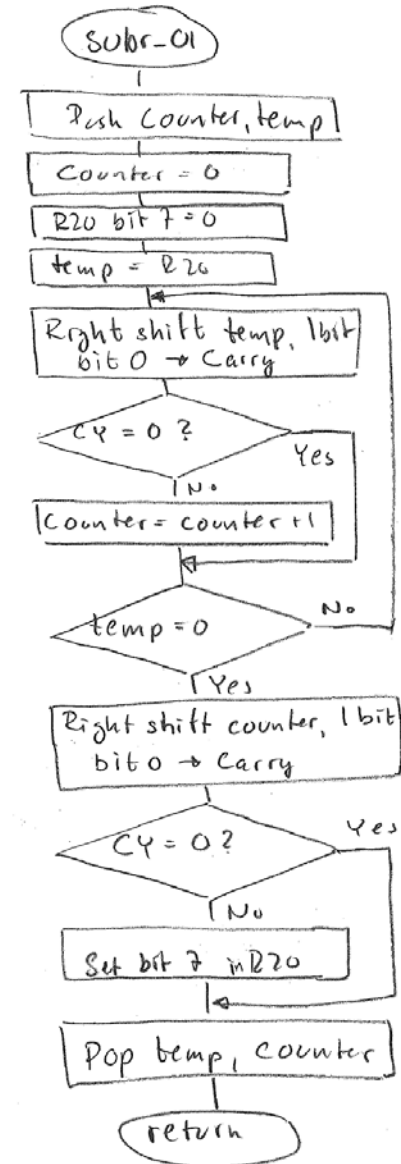 subr-01
Push Counter, temp
Counter = 0
R20 bit 7 = 0
temp = R20
Right shift temp, 1bit
bit 0 → Carry
CY = 0 ?
Yes
No
Counter = counter + 1
temp = 0
No
Yes
Right shift counter, 1 bit
bit 0 → Carry
CY = 0 ?
Yes
No
Set bit 7 in R20
Pop temp, counter
return